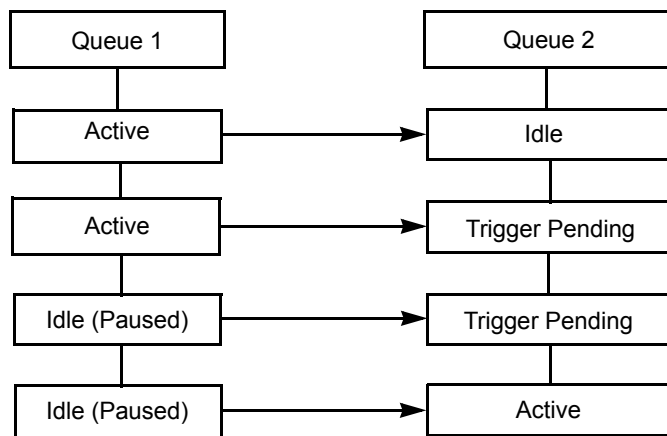 Queue 1
Queue 2
Active
Idle
Active
Trigger Pending
Idle (Paused)
Trigger Pending
Idle (Paused)
Active